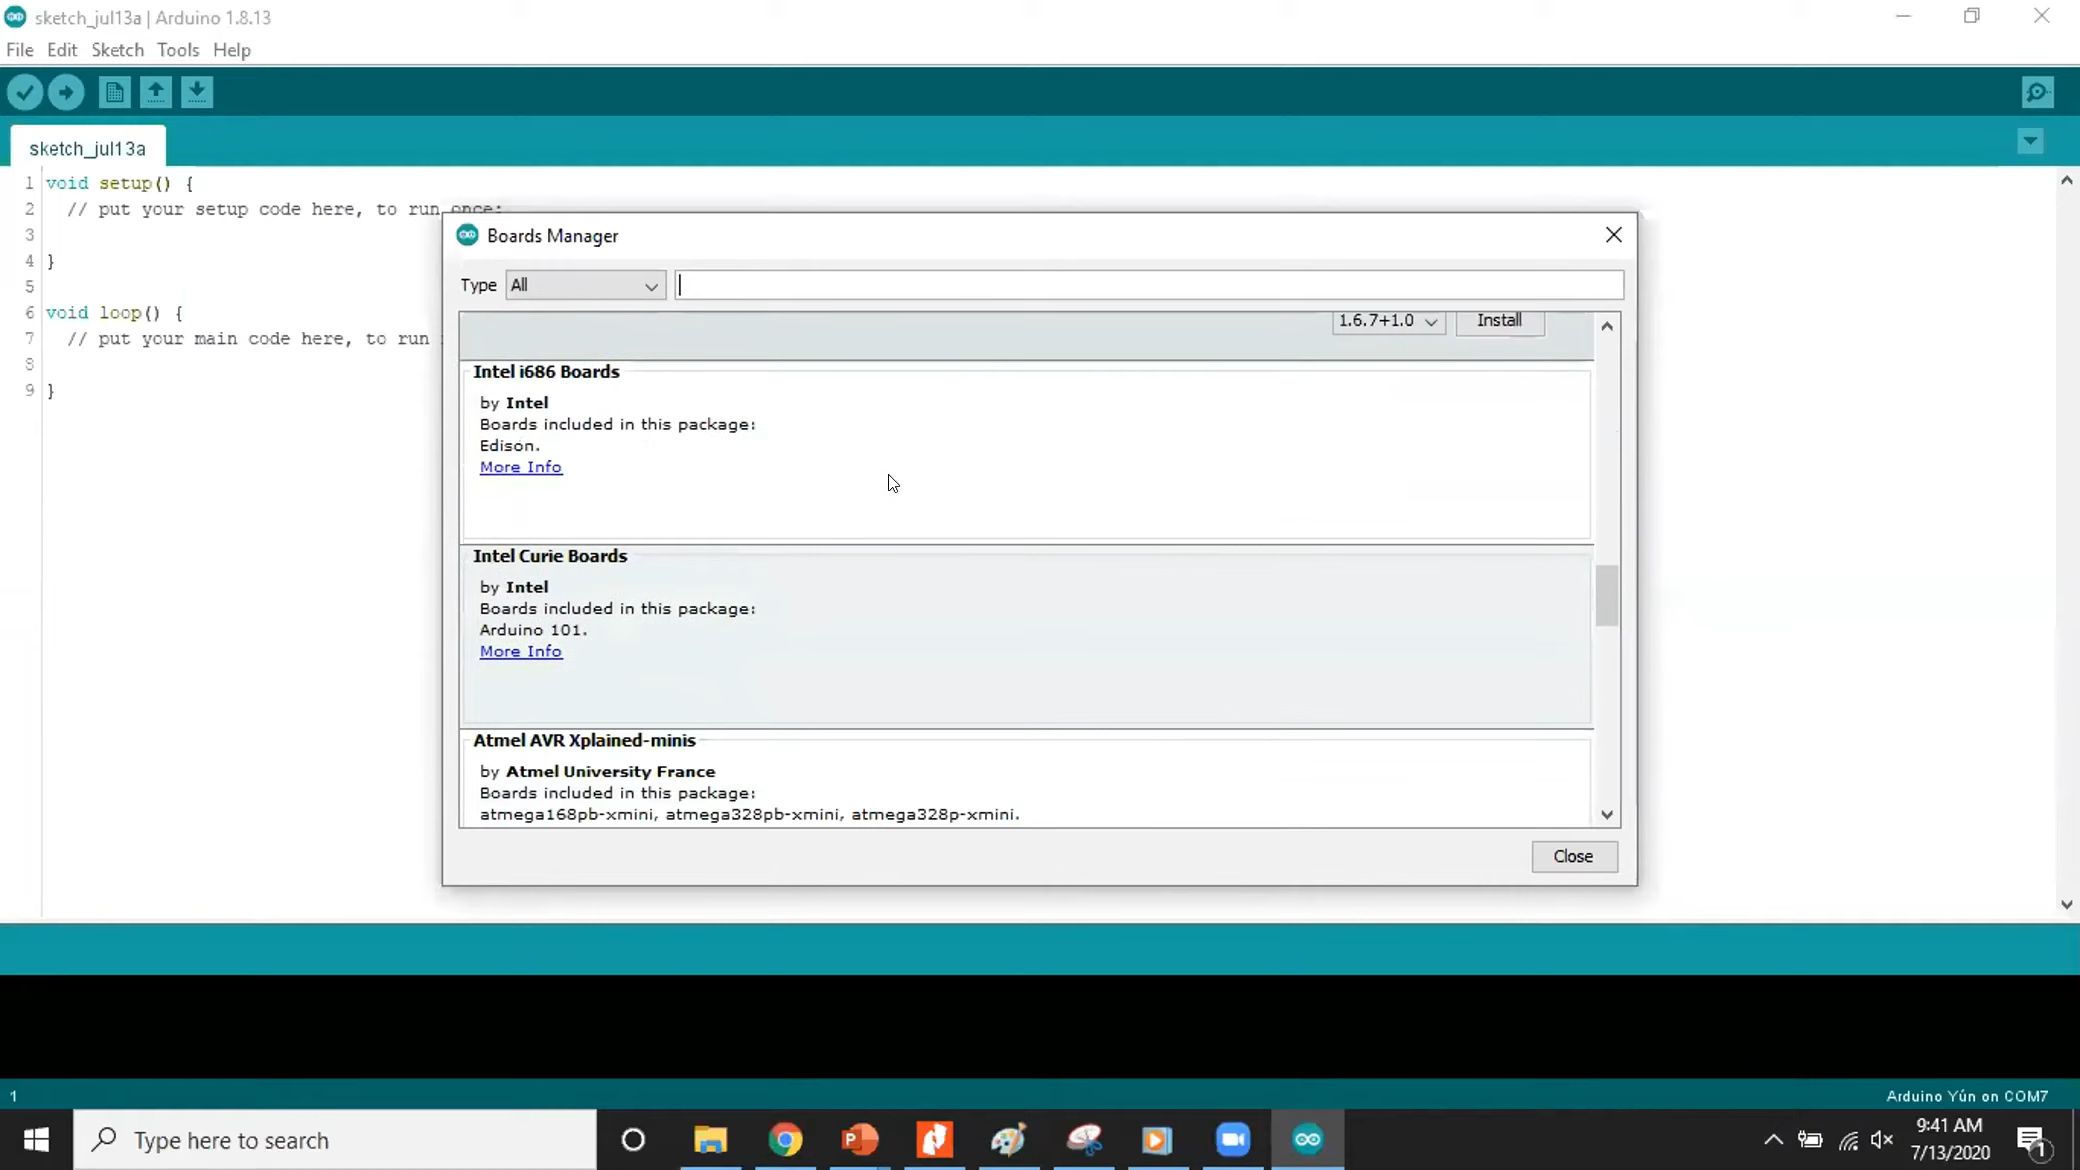 sketch_jul13a | Arduino 1.8.13
File Edit Sketch Tools Help
sketch_jul13a
1 void setup() {
2 // put your setup code here, to run once:
3
4 }
5
6 void loop() {
7 // put your main code here, to run
8
9 }
Boards Manager
Type All
1.6.7+1.0 Install
Intel i686 Boards
by Intel
Boards included in this package:
Edison.
More Info
Intel Curie Boards
by Intel
Boards included in this package:
Arduino 101.
More Info
Atmel AVR Xplained-minis
by Atmel University France
Boards included in this package:
atmega168pb-xmini, atmega328pb-xmini, atmega328p-xmini.
Close
1 Arduino Yún on COM7
Type here to search
9:41 AM
7/13/2020
1